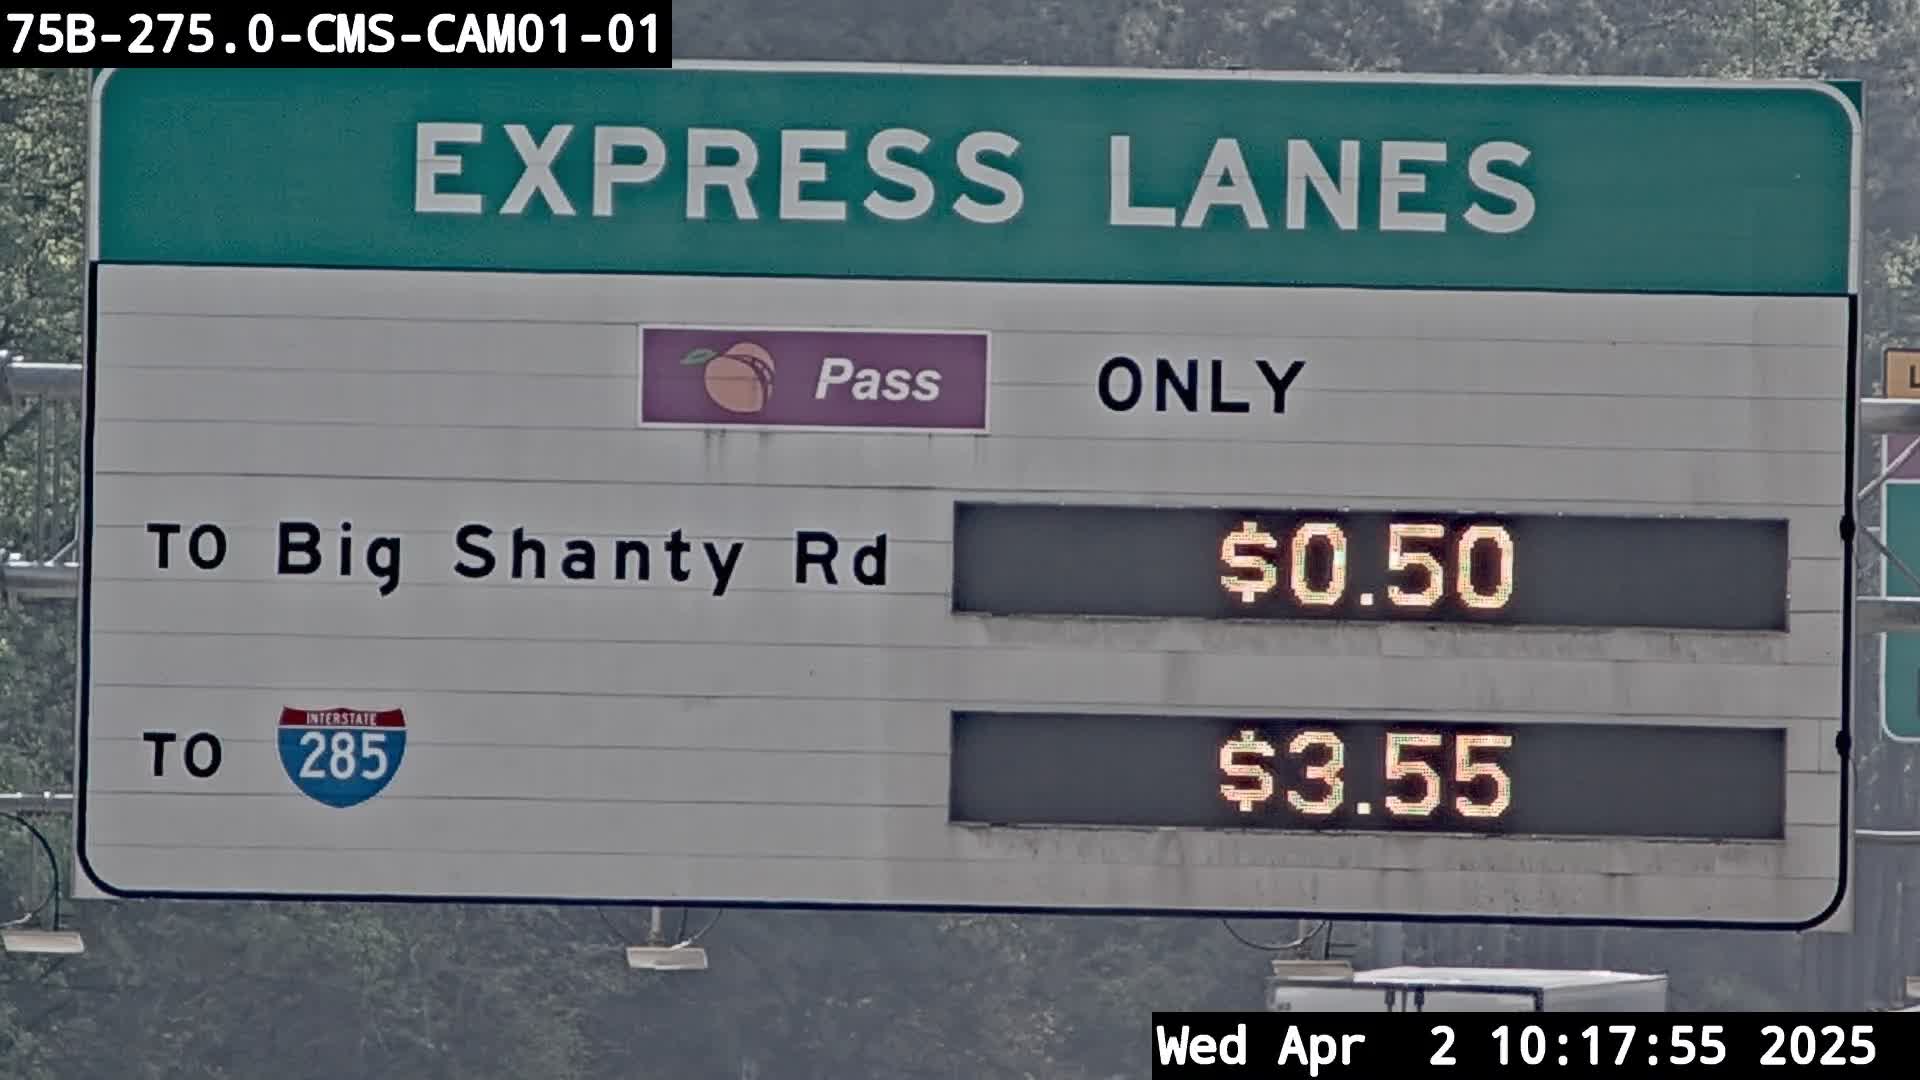 75B-275.0-CMS-CAM01-01
EXPRESS LANES
Pass ONLY
TO Big Shanty Rd $0.50
TO INTERSTATE 285 $3.55
Wed Apr 2 10:17:55 2025